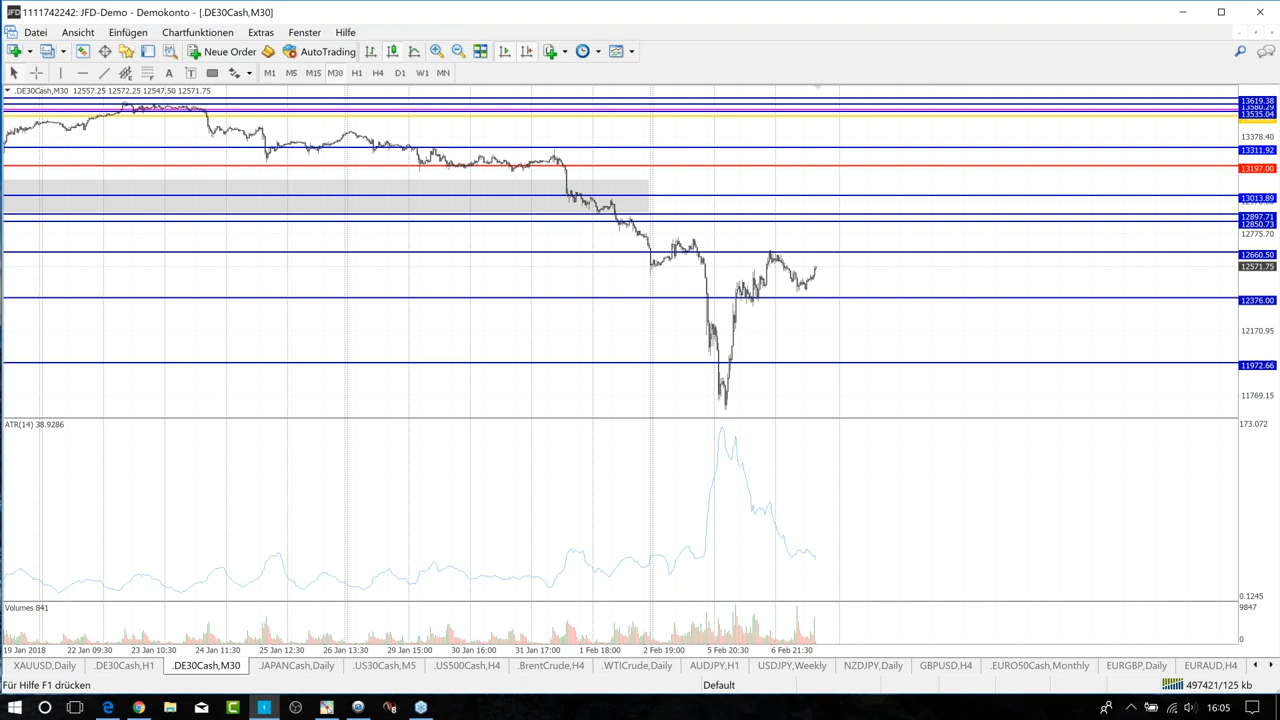 1111742242: JFD-Demo - Demokonto - [.DE30Cash,M30]
Datei Ansicht Einfügen Chartfunktionen Extras Fenster Hilfe
New Order AutoTrading
A T M1 M5 M15 M30 H1 H4 D1 W1 MN
.DE30Cash,M30 12557.25 12572.25 12547.50 12571.75
13619.38
13580.29
13535.04
13378.40
13311.92
13197.00
13013.89
12897.71
12850.73
12775.70
12660.50
12571.75
12376.00
12170.95
11972.66
11769.15
ATR(14) 38.9286
173.072
0.1245
Volumes 841
9847
0
19 Jan 2018 22 Jan 09:30 23 Jan 10:30 24 Jan 11:30 25 Jan 12:30 26 Jan 13:30 29 Jan 15:00 30 Jan 16:00 31 Jan 17:00 1 Feb 18:00 2 Feb 19:00 5 Feb 20:30 6 Feb 21:30
XAUUSD,Daily .DE30Cash,H1 .DE30Cash,M30 .JAPANCash,Daily .US30Cash,M5 .US500Cash,H4 .BrentCrude,H4 .WTICrude,Daily AUDJPY,H1 USDJPY,Weekly NZDJPY,Daily GBPUSD,H4 .EURO50Cash,Monthly EURGBP,Daily EURAUD,H4
Für Hilfe F1 drücken Default 497421/125 kb
16:05